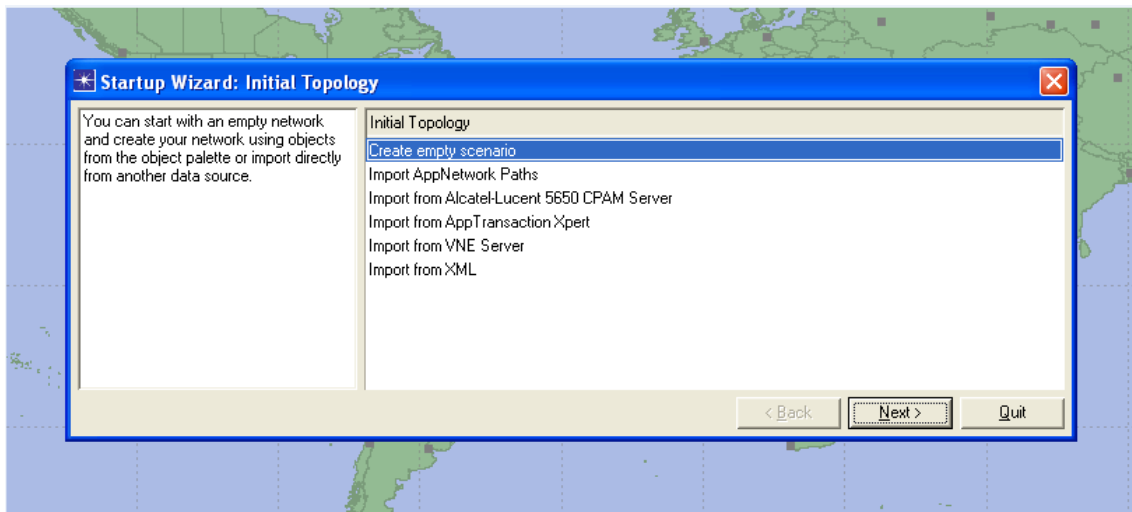 Startup Wizard: Initial Topology
You can start with an empty network
and create your network using objects
from the object palette or import directly
from another data source.
Initial Topology
Create empty scenario
Import AppNetwork Paths
Import from Alcatel-Lucent 5650 CPAM Server
Import from AppTransaction Xpert
Import from VNE Server
Import from XML
< Back
Next >
Quit